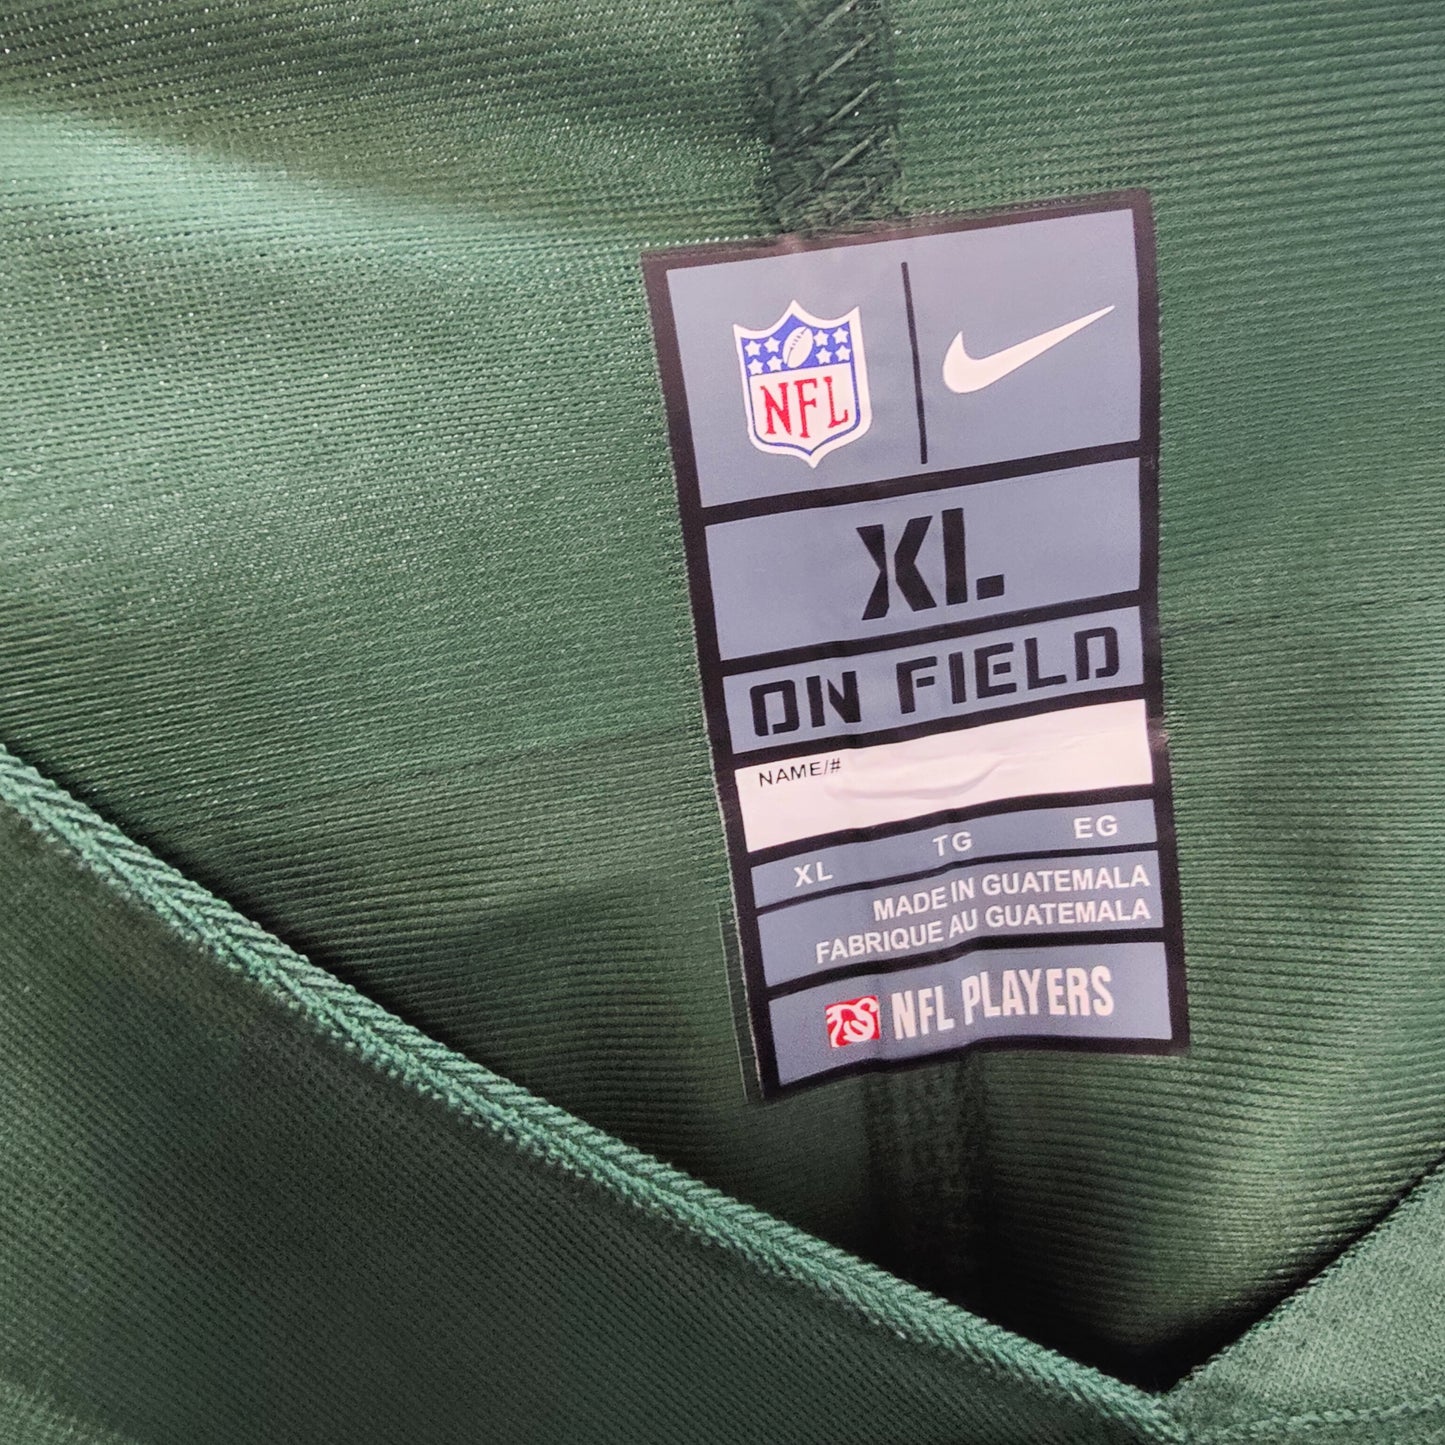 NFL
XL
ON FIELD
NAME/#
XL TG EG
MADE IN GUATEMALA
FABRIQUE AU GUATEMALA
NFL PLAYERS